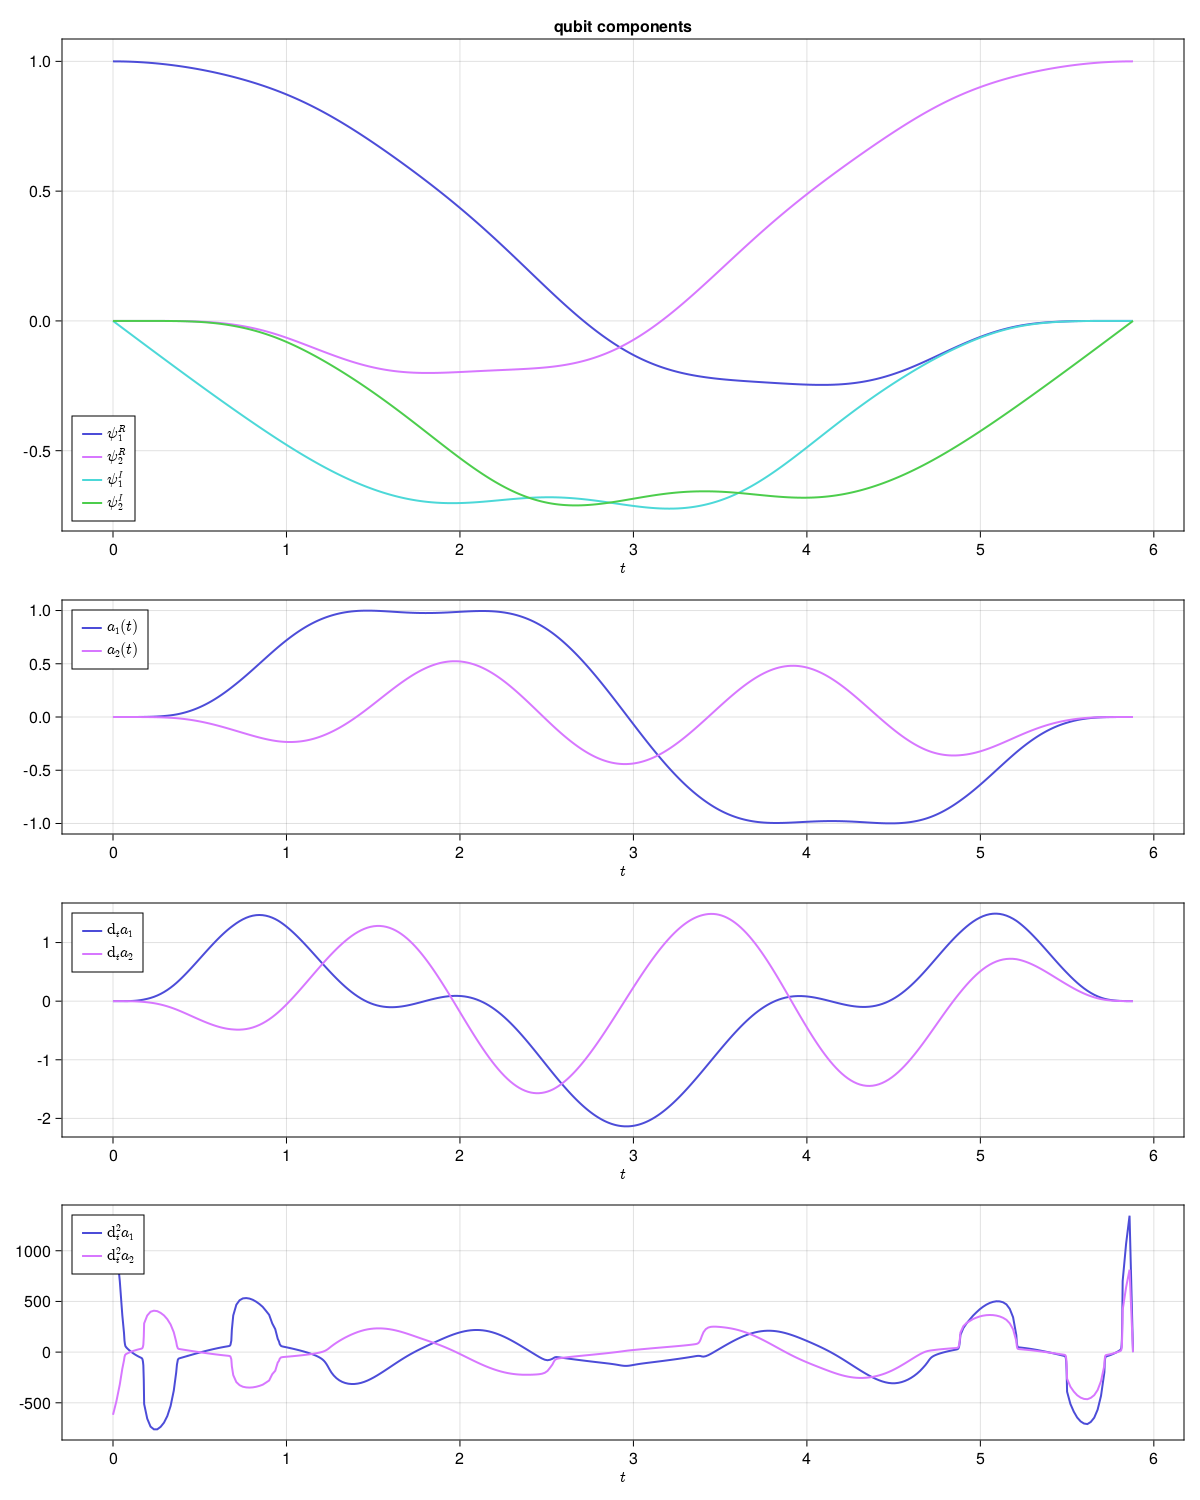 qubit components
1.0
0.5
0.0
-0.5
ψ₁ᴿ
ψ₂ᴿ
ψ₁ᴵ
ψ₂ᴵ
0 1 2 3 4 5 6
t
1.0
0.5
0.0
-0.5
-1.0
a₁(t)
a₂(t)
0 1 2 3 4 5 6
t
1
0
-1
-2
dₜa₁
dₜa₂
0 1 2 3 4 5 6
t
1000
500
0
-500
dₜ²a₁
dₜ²a₂
0 1 2 3 4 5 6
t